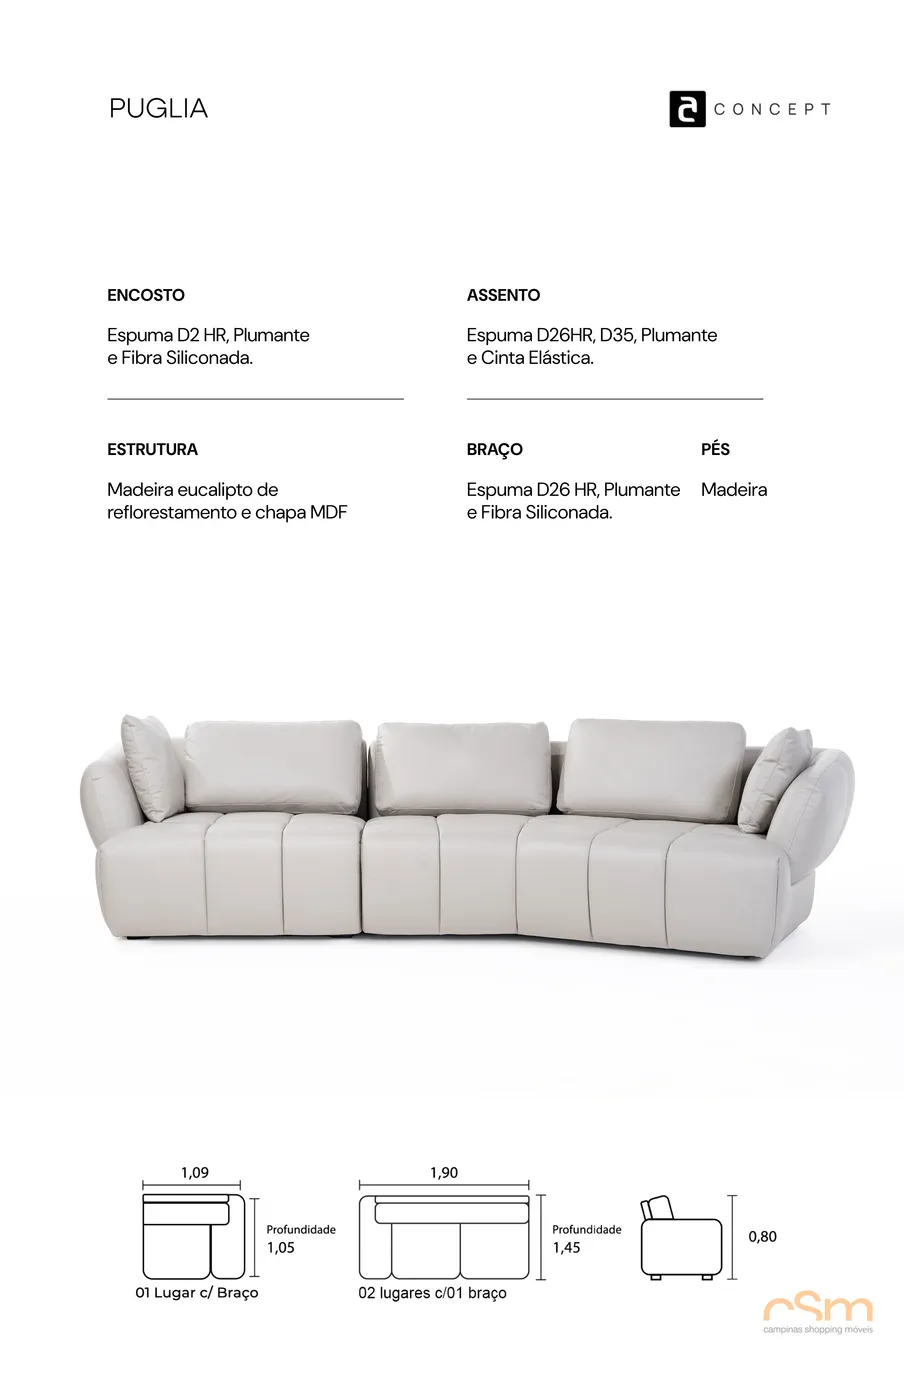 PUGLIA
CONCEPT
ENCOSTO
Espuma D2 HR, Plumante
e Fibra Siliconada.
ASSENTO
Espuma D26HR, D35, Plumante
e Cinta Elástica.
ESTRUTURA
Madeira eucalipto de
reflorestamento e chapa MDF
BRAÇO
Espuma D26 HR, Plumante
e Fibra Siliconada.
PÉS
Madeira
1,09
Profundidade
1,05
01 Lugar c/ Braço
1,90
Profundidade
1,45
02 lugares c/01 braço
0,80
csm
campinas shopping móveis